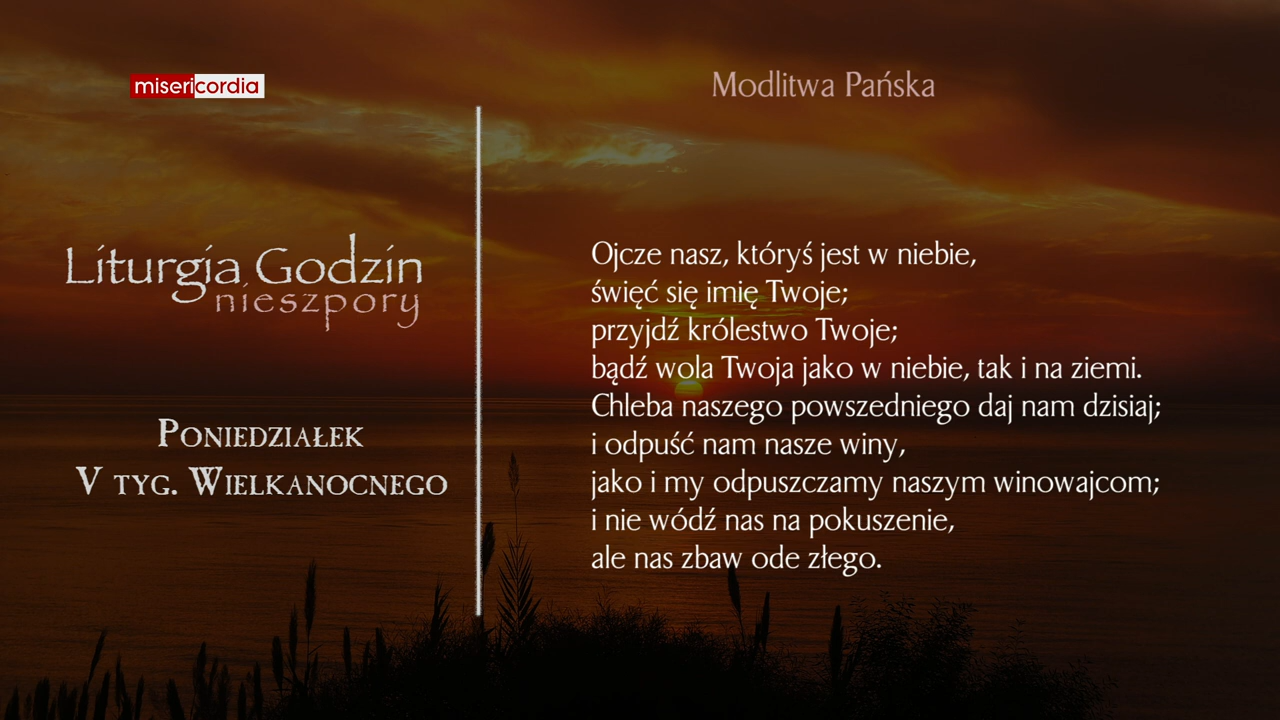 misericordia
Liturgia Godzin
nieszpory
Poniedziałek
V tyg. Wielkanocnego
Modlitwa Pańska
Ojcze nasz, któryś jest w niebie,
święć się imię Twoje;
przyjdź królestwo Twoje;
bądź wola Twoja jako w niebie, tak i na ziemi.
Chleba naszego powszedniego daj nam dzisiaj;
i odpuść nam nasze winy,
jako i my odpuszczamy naszym winowajcom;
i nie wódź nas na pokuszenie,
ale nas zbaw ode złego.